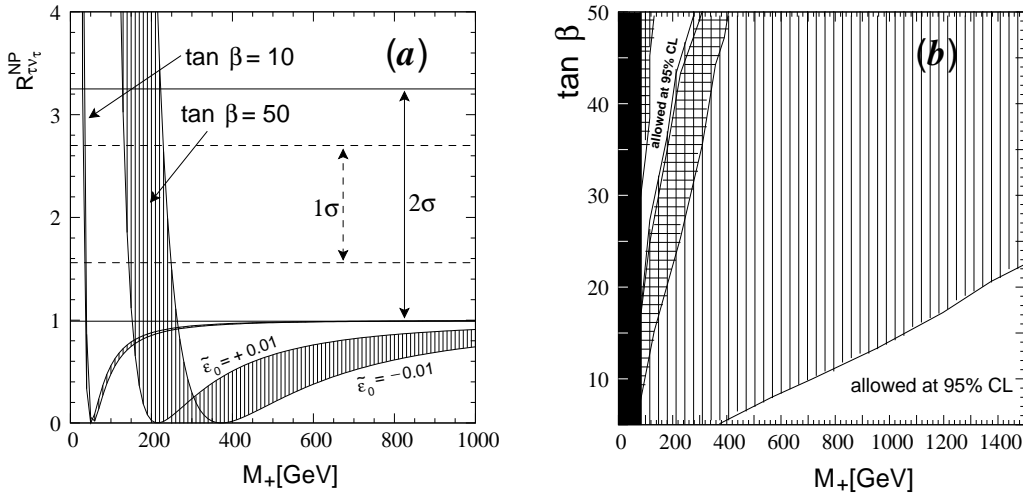 4
3
2
1
0
R^{NP}_{τν_τ}
(a)
tan β = 10
tan β = 50
1σ
2σ
ε̃₀ = + 0.01
ε̃₀ = −0.01
0 200 400 600 800 1000
M₊[GeV]
50
40
30
20
10
tan β
(b)
allowed at 95% CL
allowed at 95% CL
0 200 400 600 800 1000 1200 1400
M₊[GeV]